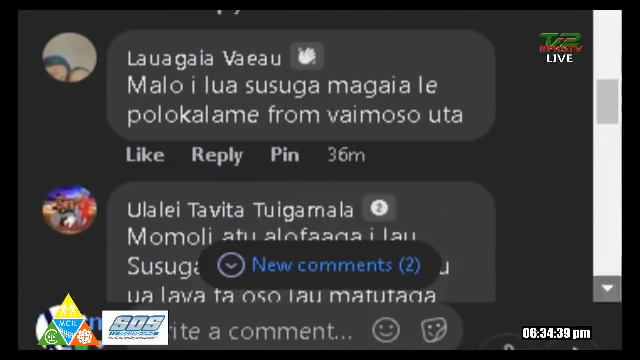 Lauagaia Vaeau
Malo i lua susuga magaia le
polokalame from vaimoso uta
Like Reply Pin 36m
Ulalei Tavita Tuigamala
Momoli atu alofaaga i lau
Susuga
New comments (2)
ua lava ta oso lau matutaga
rite a comment...
TV2
LIVE
MCIL
SOS
06:34:39 pm